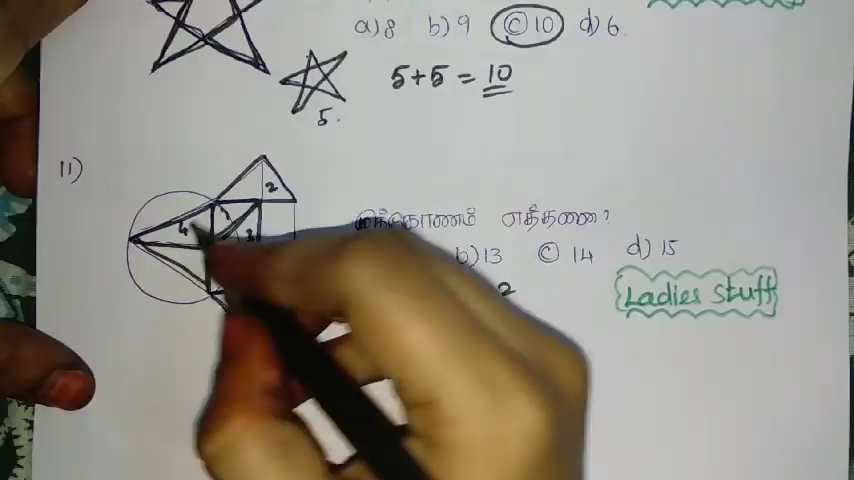 a) 8 b) 9 ⓒ 10 d) 6.
5+5 = 10
5.
11)
2
4
3
முக்கோணம் எத்தனை?
b) 13 ⓒ 14 d) 15
2
Ladies Stuff